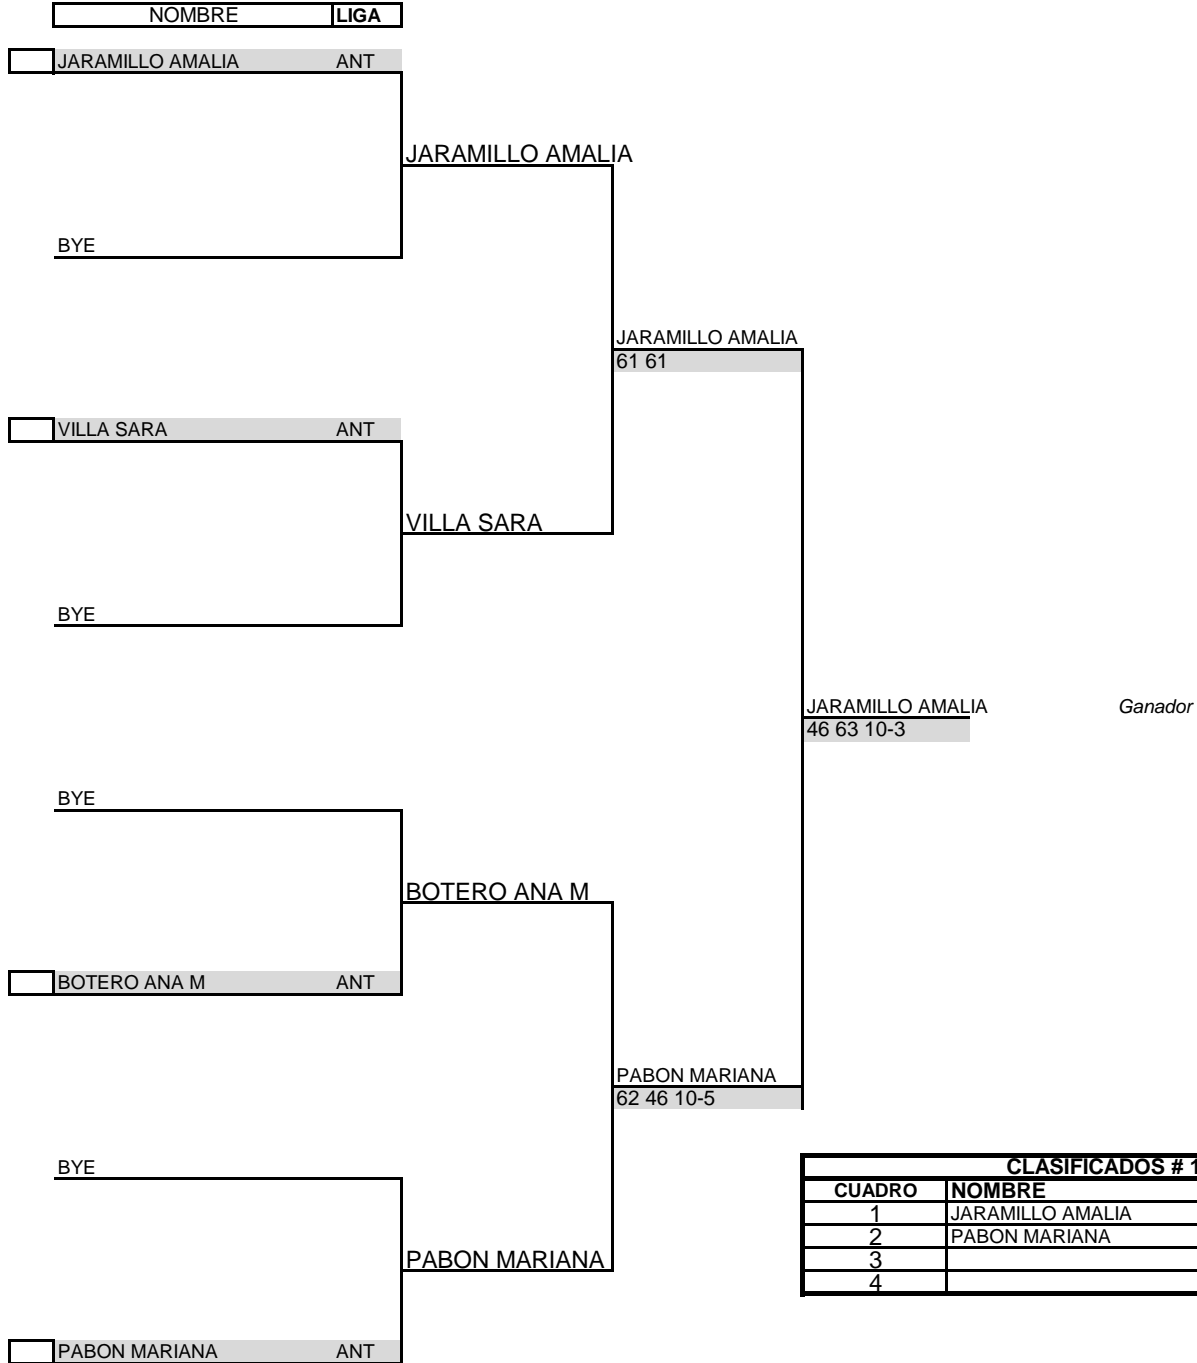 NOMBRE LIGA
JARAMILLO AMALIA ANT
JARAMILLO AMALIA
BYE
JARAMILLO AMALIA
61 61
VILLA SARA ANT
VILLA SARA
BYE
JARAMILLO AMALIA Ganador
46 63 10-3
BYE
BOTERO ANA M
BOTERO ANA M ANT
PABON MARIANA
62 46 10-5
BYE
CLASIFICADOS # 1
CUADRO NOMBRE
1 JARAMILLO AMALIA
2 PABON MARIANA
PABON MARIANA
3
4
PABON MARIANA ANT